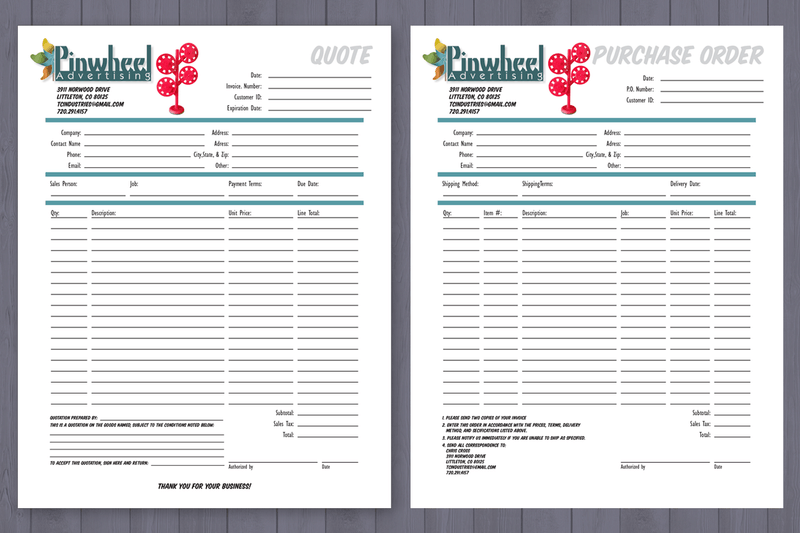 Pinwheel
Advertising
3911 NORWOOD DRIVE
LITTLETON, CO 80125
TCINDUSTRIES@GMAIL.COM
720.291.4157
QUOTE
Date:
Invoice. Number:
Customer ID:
Expiration Date:
Company: Address:
Contact Name Adress:
Phone: City,State, & Zip:
Email: Other:
Sales Person: Job: Payment Terms: Due Date:
Qty: Description: Unit Price: Line Total:
Subtotal:
Sales Tax:
Total:
QUOTATION PREPARED BY:
THIS IS A QUOTATION ON THE GOODS NAMED, SUBJECT TO THE CONDITIONS NOTED BELOW:
TO ACCEPT THIS QUOTATION, SIGN HERE AND RETURN:
Authorized by Date
THANK YOU FOR YOUR BUSINESS!
Pinwheel
Advertising
3911 NORWOOD DRIVE
LITTLETON, CO 80125
TCINDUSTRIES@GMAIL.COM
720.291.4157
PURCHASE ORDER
Date:
P.O. Number:
Customer ID:
Company: Address:
Contact Name Adress:
Phone: City,State, & Zip:
Email: Other:
Shipping Method: ShippingTerms: Delivery Date:
Qty: Item #: Description: Job: Unit Price: Line Total:
Subtotal:
Sales Tax:
Total:
1. PLEASE SEND TWO COPIES OF YOUR INVOICE
2. ENTER THIS ORDER IN ACCORDANCE WITH THE PRICES, TERMS, DELIVERY
METHOD, AND SECIFICATIONS LISTED ABOVE.
3. PLEASE NOTIFY US IMMEDIATELY IF YOU ARE UNABLE TO SHIP AS SPECIFIED.
4. SEND ALL CORRESPONDENCE TO:
CHRIS CROSS
3911 NORWOOD DRIVE
LITTLETON, CO 80125
TCINDUSTRIES@GMAIL.COM
720.291.4157
Authorized by Date